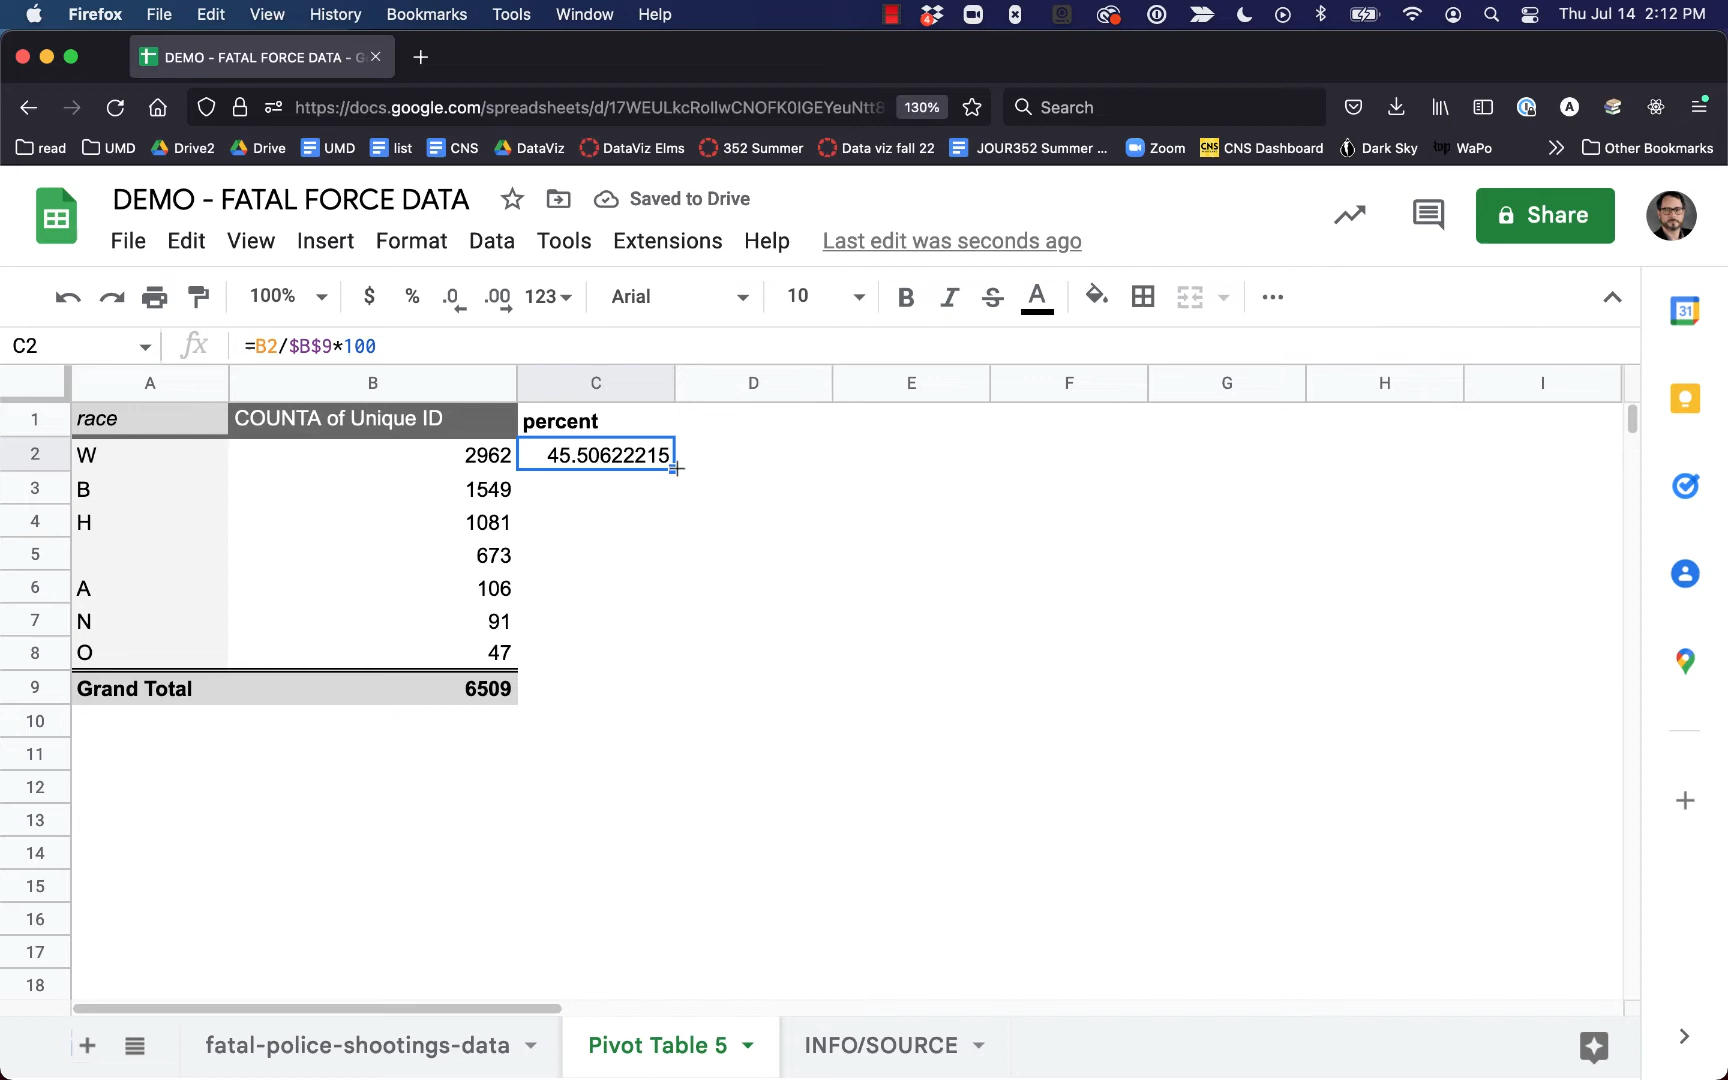 Firefox File Edit View History Bookmarks Tools Window Help 4 Thu Jul 14 2:12 PM
DEMO - FATAL FORCE DATA - G
https://docs.google.com/spreadsheets/d/17WEULkcRoIlwCNOFK0IGEYeuNtt8 130% Search
read UMD Drive2 Drive UMD list CNS DataViz DataViz Elms 352 Summer Data viz fall 22 JOUR352 Summer ... Zoom CNS CNS Dashboard Dark Sky WaPo Other Bookmarks
DEMO - FATAL FORCE DATA Saved to Drive
Share
File Edit View Insert Format Data Tools Extensions Help Last edit was seconds ago
100% $ % .0 .00 123 Arial 10 B I S A
31
C2 fx =B2/$B$9*100
A B C D E F G H I
1 race COUNTA of Unique ID percent
2 W 2962 45.50622215
3 B 1549
4 H 1081
5 673
6 A 106
7 N 91
8 O 47
9 Grand Total 6509
10
11
12
13
14
15
16
17
18
fatal-police-shootings-data Pivot Table 5 INFO/SOURCE